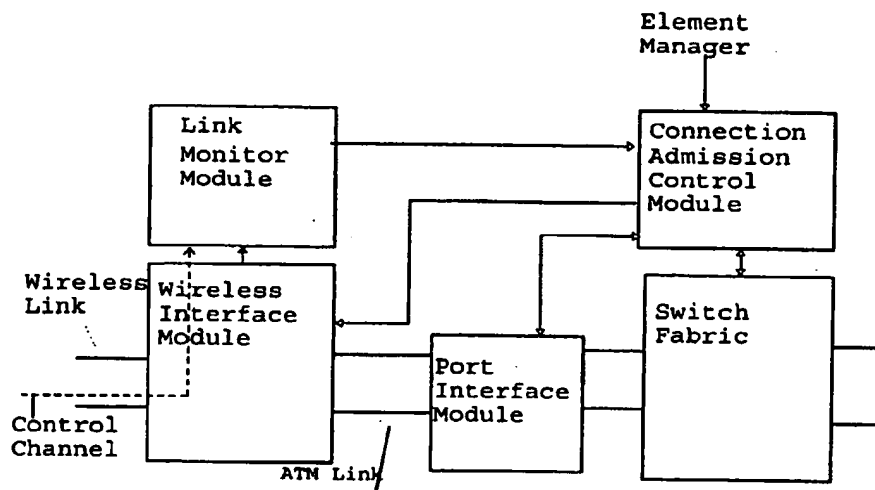 Element
Manager
Link
Monitor
Module
Connection
Admission
Control
Module
Wireless
Link
Wireless
Interface
Module
Switch
Fabric
Port
Interface
Module
Control
Channel
ATM Link